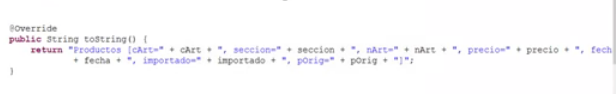 @Override
public String toString() {
return "Productos [cArt=" + cArt + ", seccion=" + seccion + ", nArt=" + nArt + ", precio=" + precio + ", fech
+ fecha + ", importado=" + importado + ", pOrig=" + pOrig + "]";
}